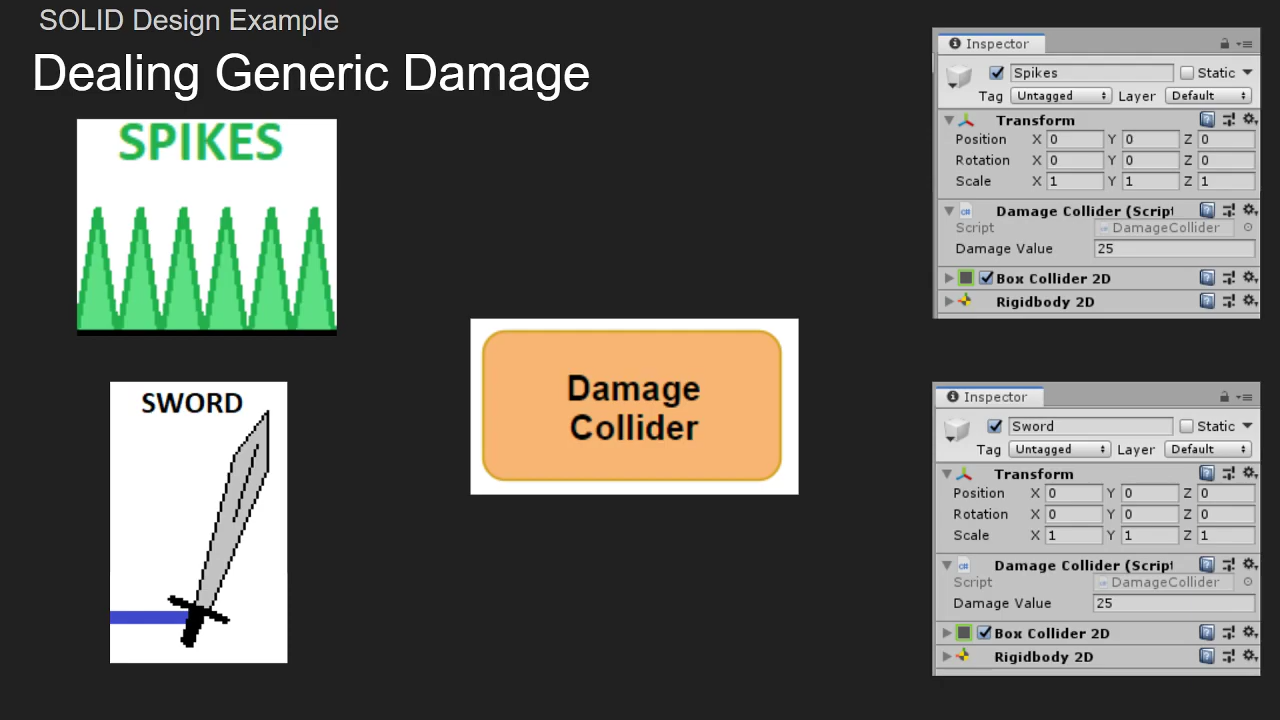 SOLID Design Example
Dealing Generic Damage
SPIKES
SWORD
Damage
Collider
Inspector
Spikes Static
Tag Untagged Layer Default
Transform
Position X 0 Y 0 Z 0
Rotation X 0 Y 0 Z 0
Scale X 1 Y 1 Z 1
C# Damage Collider (Script
Script DamageCollider
Damage Value 25
Box Collider 2D
Rigidbody 2D
Inspector
Sword Static
Tag Untagged Layer Default
Transform
Position X 0 Y 0 Z 0
Rotation X 0 Y 0 Z 0
Scale X 1 Y 1 Z 1
C# Damage Collider (Script
Script DamageCollider
Damage Value 25
Box Collider 2D
Rigidbody 2D